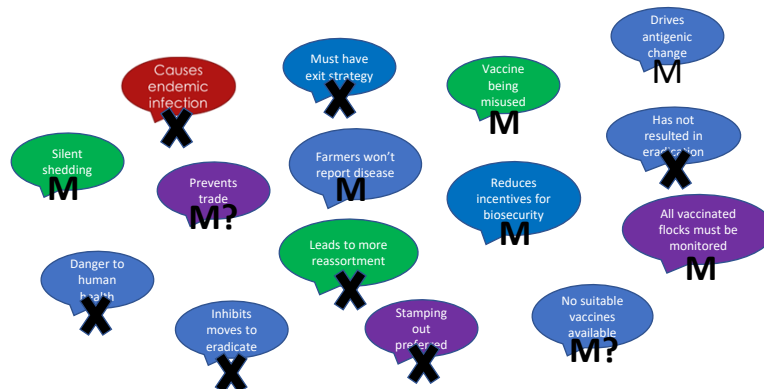 Drives
antigenic
change
M
Must have
exit strategy
X
Causes
endemic
infection
X
Vaccine
being
misused
M
Has not
resulted in
eradication
X
Silent
shedding
M
Farmers won't
report disease
M
Prevents
trade
M?
Reduces
incentives for
biosecurity
M
All vaccinated
flocks must be
monitored
M
Leads to more
reassortment
X
Danger to
human
health
X
No suitable
vaccines
available
M?
Inhibits
moves to
eradicate
X
Stamping
out
preferred
X